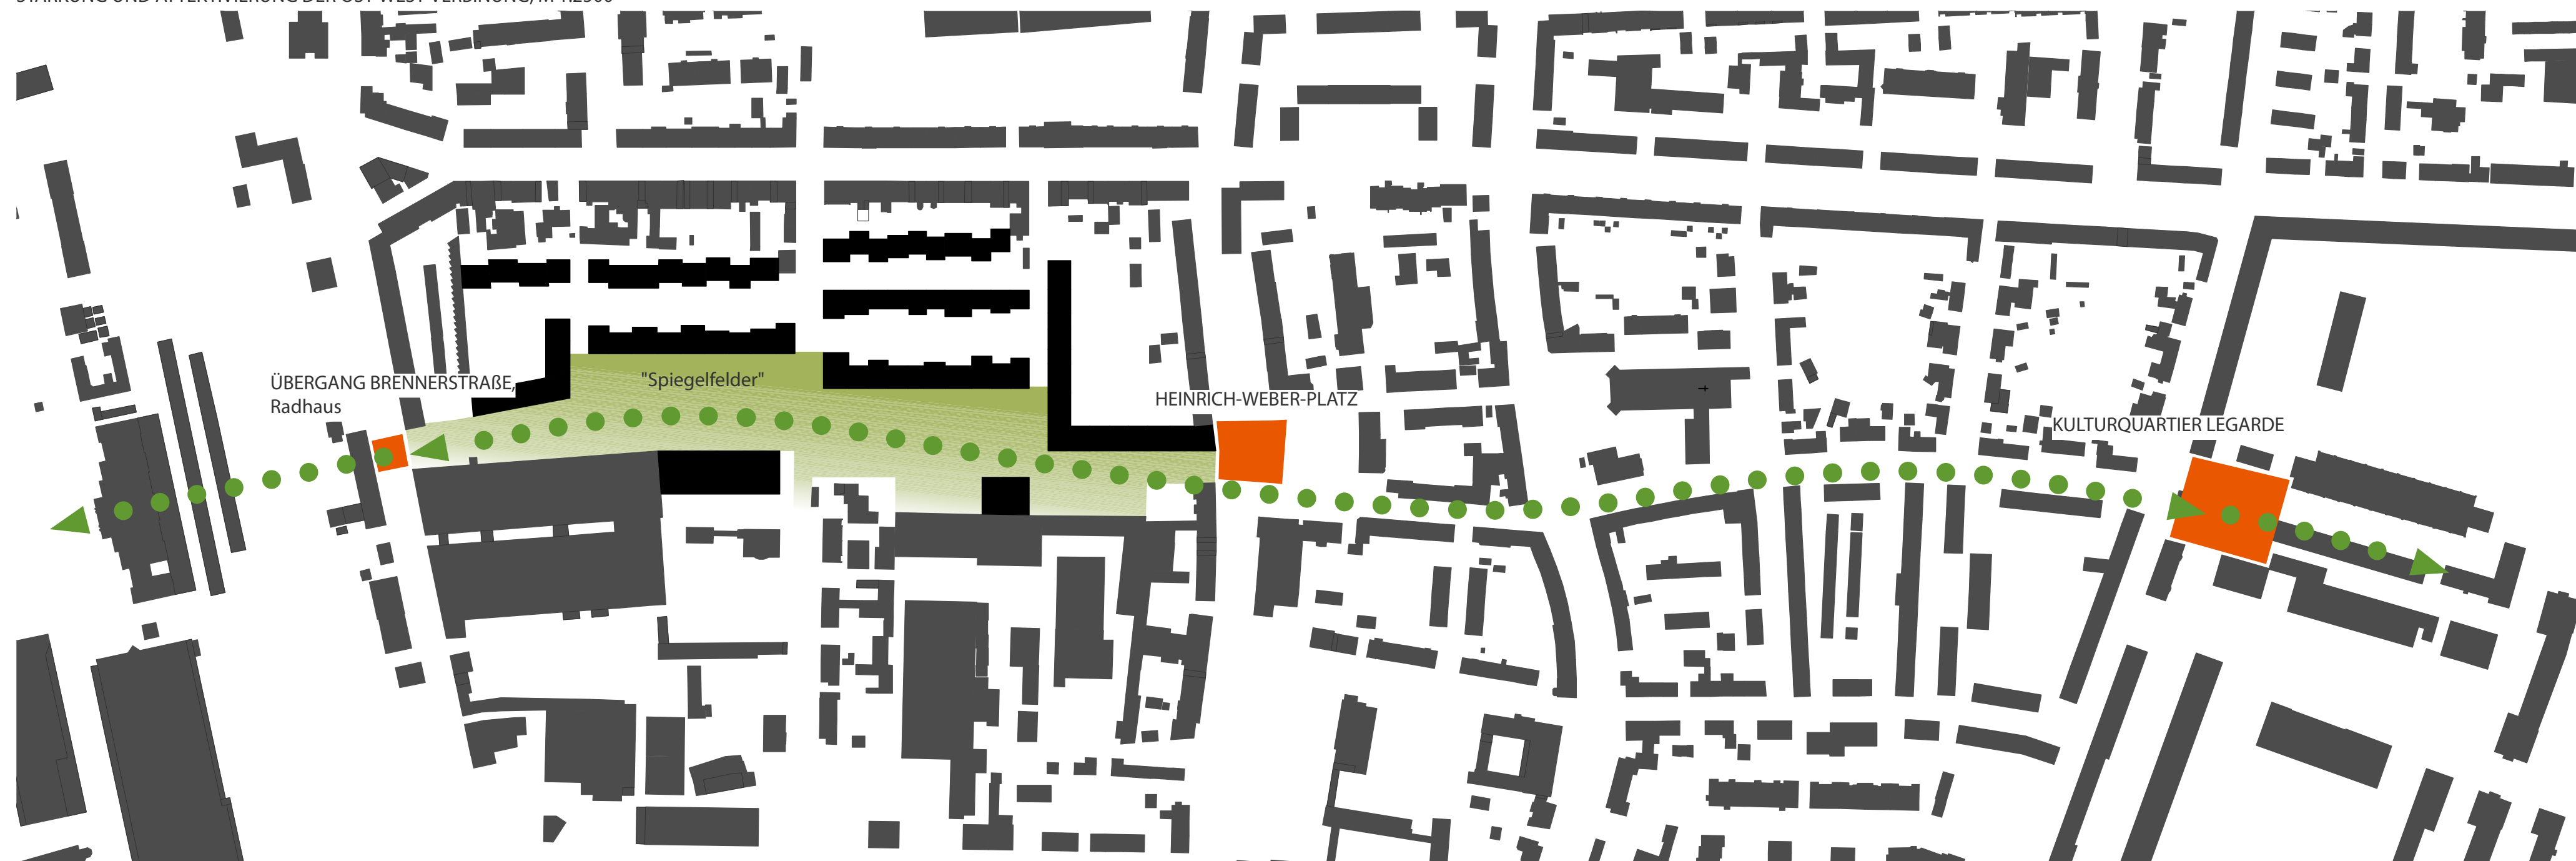 ÜBERGANG BRENNERSTRAßE,
Radhaus
"Spiegelfelder"
HEINRICH-WEBER-PLATZ
KULTURQUARTIER LEGARDE